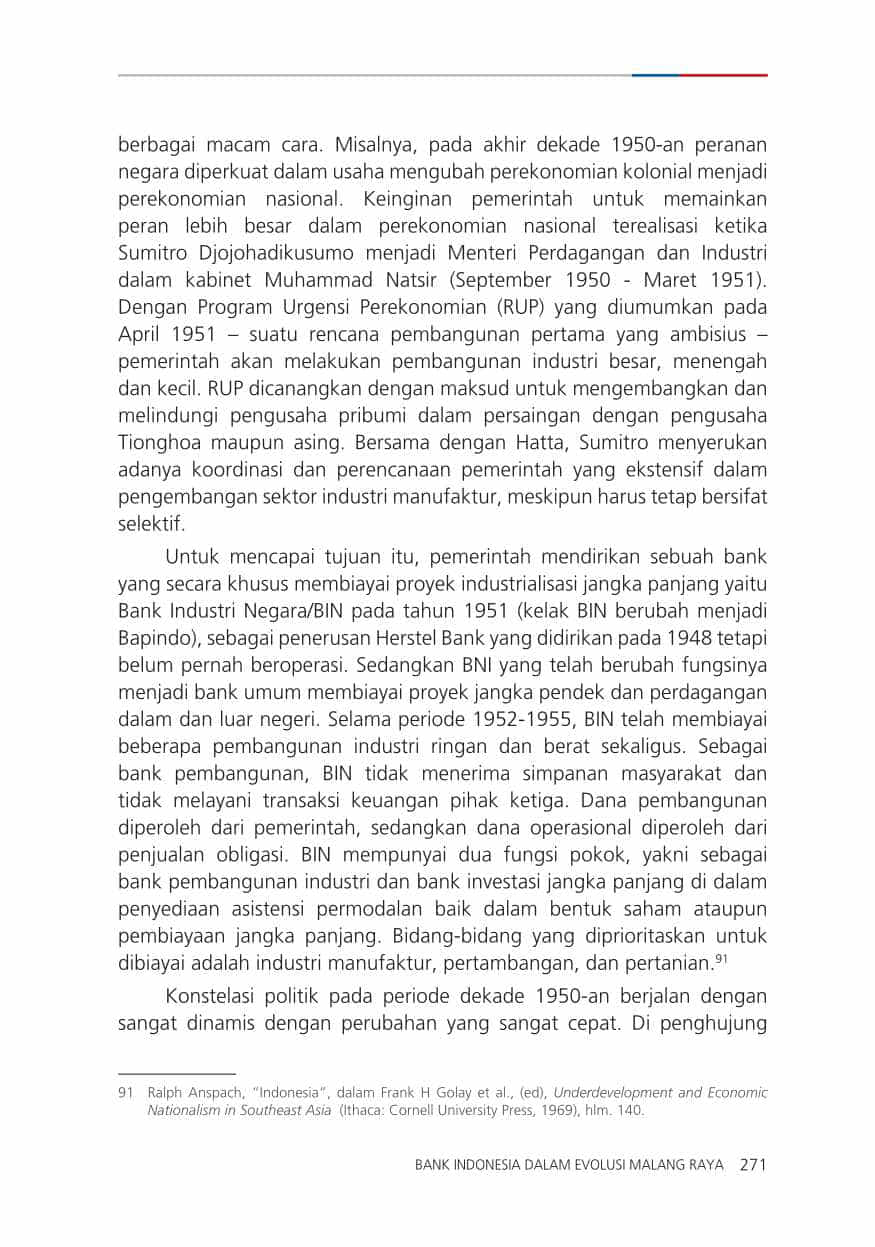 berbagai macam cara. Misalnya, pada akhir dekade 1950-an peranan
negara diperkuat dalam usaha mengubah perekonomian kolonial menjadi
perekonomian nasional. Keinginan pemerintah untuk memainkan
peran lebih besar dalam perekonomian nasional terealisasi ketika
Sumitro Djojohadikusumo menjadi Menteri Perdagangan dan Industri
dalam kabinet Muhammad Natsir (September 1950 - Maret 1951).
Dengan Program Urgensi Perekonomian (RUP) yang diumumkan pada
April 1951 – suatu rencana pembangunan pertama yang ambisius –
pemerintah akan melakukan pembangunan industri besar, menengah
dan kecil. RUP dicanangkan dengan maksud untuk mengembangkan dan
melindungi pengusaha pribumi dalam persaingan dengan pengusaha
Tionghoa maupun asing. Bersama dengan Hatta, Sumitro menyerukan
adanya koordinasi dan perencanaan pemerintah yang ekstensif dalam
pengembangan sektor industri manufaktur, meskipun harus tetap bersifat
selektif.
Untuk mencapai tujuan itu, pemerintah mendirikan sebuah bank
yang secara khusus membiayai proyek industrialisasi jangka panjang yaitu
Bank Industri Negara/BIN pada tahun 1951 (kelak BIN berubah menjadi
Bapindo), sebagai penerusan Herstel Bank yang didirikan pada 1948 tetapi
belum pernah beroperasi. Sedangkan BNI yang telah berubah fungsinya
menjadi bank umum membiayai proyek jangka pendek dan perdagangan
dalam dan luar negeri. Selama periode 1952-1955, BIN telah membiayai
beberapa pembangunan industri ringan dan berat sekaligus. Sebagai
bank pembangunan, BIN tidak menerima simpanan masyarakat dan
tidak melayani transaksi keuangan pihak ketiga. Dana pembangunan
diperoleh dari pemerintah, sedangkan dana operasional diperoleh dari
penjualan obligasi. BIN mempunyai dua fungsi pokok, yakni sebagai
bank pembangunan industri dan bank investasi jangka panjang di dalam
penyediaan asistensi permodalan baik dalam bentuk saham ataupun
pembiayaan jangka panjang. Bidang-bidang yang diprioritaskan untuk
dibiayai adalah industri manufaktur, pertambangan, dan pertanian.⁹¹
Konstelasi politik pada periode dekade 1950-an berjalan dengan
sangat dinamis dengan perubahan yang sangat cepat. Di penghujung
91 Ralph Anspach, “Indonesia”, dalam Frank H Golay et al., (ed), Underdevelopment and Economic
Nationalism in Southeast Asia (Ithaca: Cornell University Press, 1969), hlm. 140.
BANK INDONESIA DALAM EVOLUSI MALANG RAYA 271